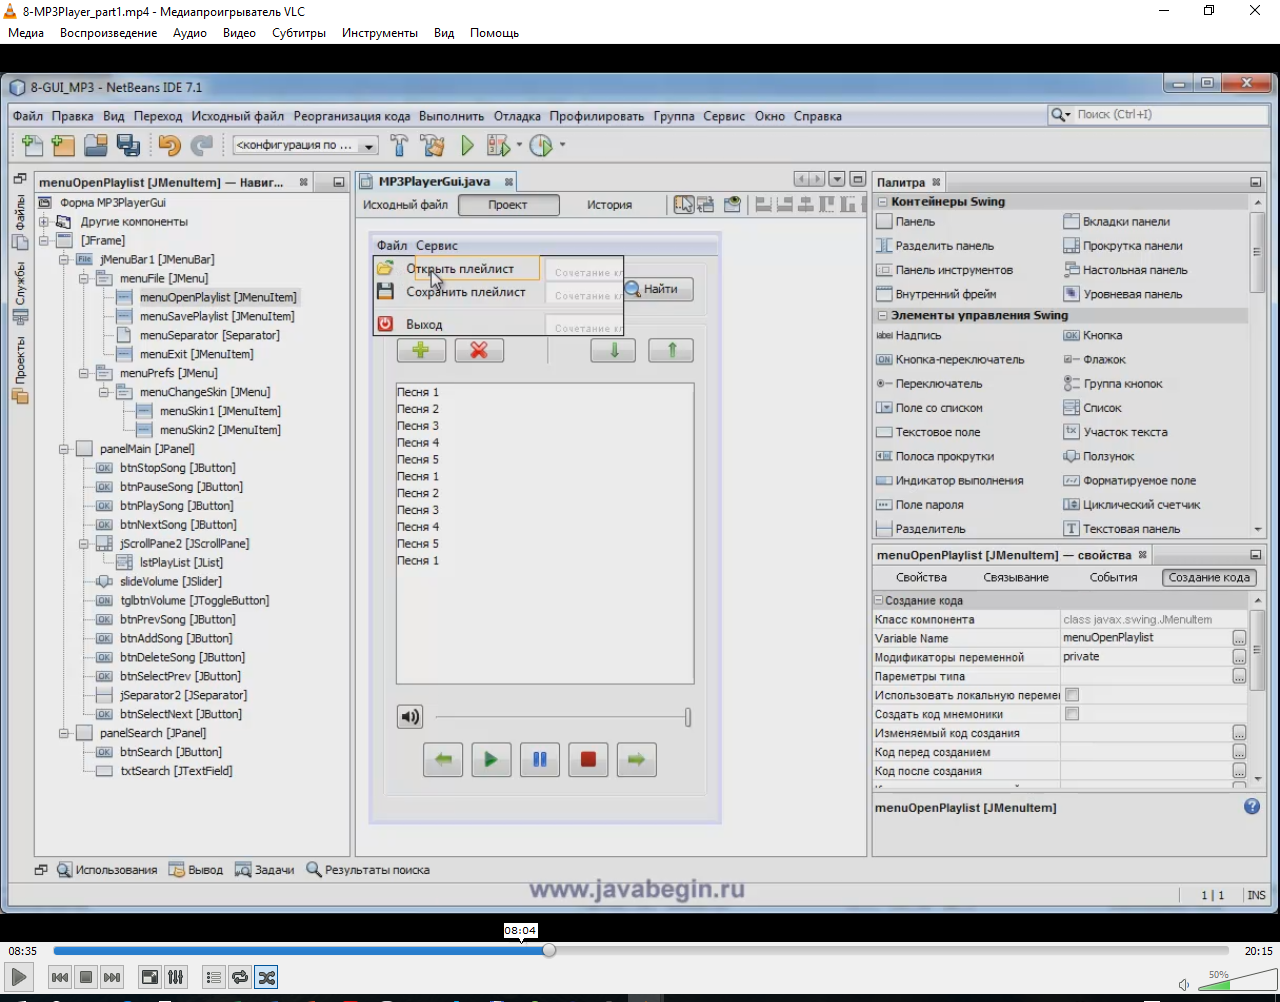 8-MP3Player_part1.mp4 - Медиапроигрыватель VLC
Медиа Воспроизведение Аудио Видео Субтитры Инструменты Вид Помощь
8-GUI_MP3 - NetBeans IDE 7.1
Файл Правка Вид Переход Исходный файл Реорганизация кода Выполнить Отладка Профилировать Группа Сервис Окно Справка
Поиск (Ctrl+I)
<конфигурация по ...
Файлы
Службы
Проекты
menuOpenPlaylist [JMenuItem] — Навиг...
Форма MP3PlayerGui
Другие компоненты
[JFrame]
jMenuBar1 [JMenuBar]
menuFile [JMenu]
menuOpenPlaylist [JMenuItem]
menuSavePlaylist [JMenuItem]
menuSeparator [Separator]
menuExit [JMenuItem]
menuPrefs [JMenu]
menuChangeSkin [JMenu]
menuSkin1 [JMenuItem]
menuSkin2 [JMenuItem]
panelMain [JPanel]
btnStopSong [JButton]
btnPauseSong [JButton]
btnPlaySong [JButton]
btnNextSong [JButton]
jScrollPane2 [JScrollPane]
lstPlayList [JList]
slideVolume [JSlider]
tglbtnVolume [JToggleButton]
btnPrevSong [JButton]
btnAddSong [JButton]
btnDeleteSong [JButton]
btnSelectPrev [JButton]
jSeparator2 [JSeparator]
btnSelectNext [JButton]
panelSearch [JPanel]
btnSearch [JButton]
txtSearch [JTextField]
MP3PlayerGui.java
Исходный файл Проект История
Файл Сервис
Открыть плейлист Сочетание кл
Сохранить плейлист Сочетание кл
Выход Сочетание кл
Найти
Песня 1
Песня 2
Песня 3
Песня 4
Песня 5
Песня 1
Песня 2
Песня 3
Песня 4
Песня 5
Песня 1
Палитра
Контейнеры Swing
Панель Вкладки панели
Разделить панель Прокрутка панели
Панель инструментов Настольная панель
Внутренний фрейм Уровневая панель
Элементы управления Swing
Надпись Кнопка
Кнопка-переключатель Флажок
Переключатель Группа кнопок
Поле со списком Список
Текстовое поле Участок текста
Полоса прокрутки Ползунок
Индикатор выполнения Форматируемое поле
Поле пароля Циклический счетчик
Разделитель Текстовая панель
menuOpenPlaylist [JMenuItem] — свойства
Свойства Связывание События Создание кода
Создание кода
Класс компонента class javax.swing.JMenuItem
Variable Name menuOpenPlaylist
Модификаторы переменной private
Параметры типа
Использовать локальную переме
Создать код мнемоники
Изменяемый код создания
Код перед созданием
Код после создания
menuOpenPlaylist [JMenuItem]
Использования Вывод Задачи Результаты поиска
www.javabegin.ru
1 | 1 INS
08:04
08:35 20:15
50%